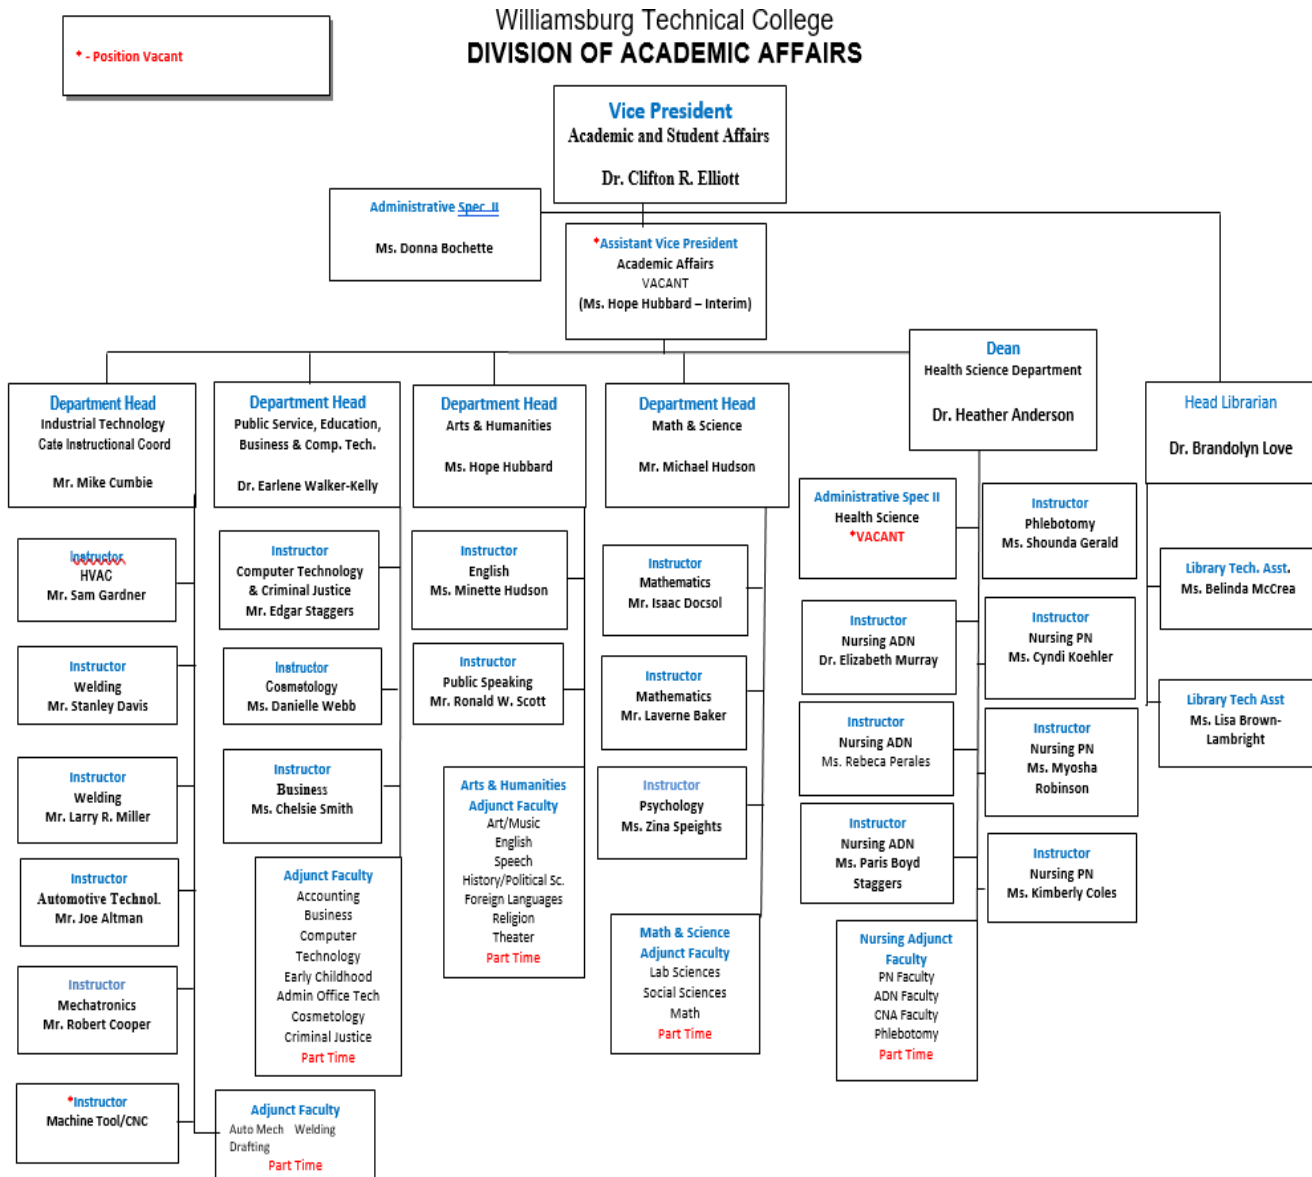 Williamsburg Technical College
DIVISION OF ACADEMIC AFFAIRS
* - Position Vacant
Vice President
Academic and Student Affairs
Dr. Clifton R. Elliott
Administrative Spec II
Ms. Donna Bochette
*Assistant Vice President
Academic Affairs
VACANT
(Ms. Hope Hubbard – Interim)
Department Head
Industrial Technology
Cate Instructional Coord
Mr. Mike Cumbie
Instructor
HVAC
Mr. Sam Gardner
Instructor
Welding
Mr. Stanley Davis
Instructor
Welding
Mr. Larry R. Miller
Instructor
Automotive Technol.
Mr. Joe Altman
Instructor
Mechatronics
Mr. Robert Cooper
*Instructor
Machine Tool/CNC
Adjunct Faculty
Auto Mech Welding
Drafting
Part Time
Department Head
Public Service, Education,
Business & Comp. Tech.
Dr. Earlene Walker-Kelly
Instructor
Computer Technology
& Criminal Justice
Mr. Edgar Staggers
Instructor
Cosmetology
Ms. Danielle Webb
Instructor
Business
Ms. Chelsie Smith
Adjunct Faculty
Accounting
Business
Computer
Technology
Early Childhood
Admin Office Tech
Cosmetology
Criminal Justice
Part Time
Department Head
Arts & Humanities
Ms. Hope Hubbard
Instructor
English
Ms. Minette Hudson
Instructor
Public Speaking
Mr. Ronald W. Scott
Arts & Humanities
Adjunct Faculty
Art/Music
English
Speech
History/Political Sc.
Foreign Languages
Religion
Theater
Part Time
Department Head
Math & Science
Mr. Michael Hudson
Instructor
Mathematics
Mr. Isaac Docsol
Instructor
Mathematics
Mr. Laverne Baker
Instructor
Psychology
Ms. Zina Speights
Math & Science
Adjunct Faculty
Lab Sciences
Social Sciences
Math
Part Time
Dean
Health Science Department
Dr. Heather Anderson
Administrative Spec II
Health Science
*VACANT
Instructor
Nursing ADN
Dr. Elizabeth Murray
Instructor
Nursing ADN
Ms. Rebeca Perales
Instructor
Nursing ADN
Ms. Paris Boyd
Staggers
Nursing Adjunct
Faculty
PN Faculty
ADN Faculty
CNA Faculty
Phlebotomy
Part Time
Instructor
Phlebotomy
Ms. Shounda Gerald
Instructor
Nursing PN
Ms. Cyndi Koehler
Instructor
Nursing PN
Ms. Myosha
Robinson
Instructor
Nursing PN
Ms. Kimberly Coles
Head Librarian
Dr. Brandolyn Love
Library Tech. Asst.
Ms. Belinda McCrea
Library Tech Asst
Ms. Lisa Brown-
Lambright